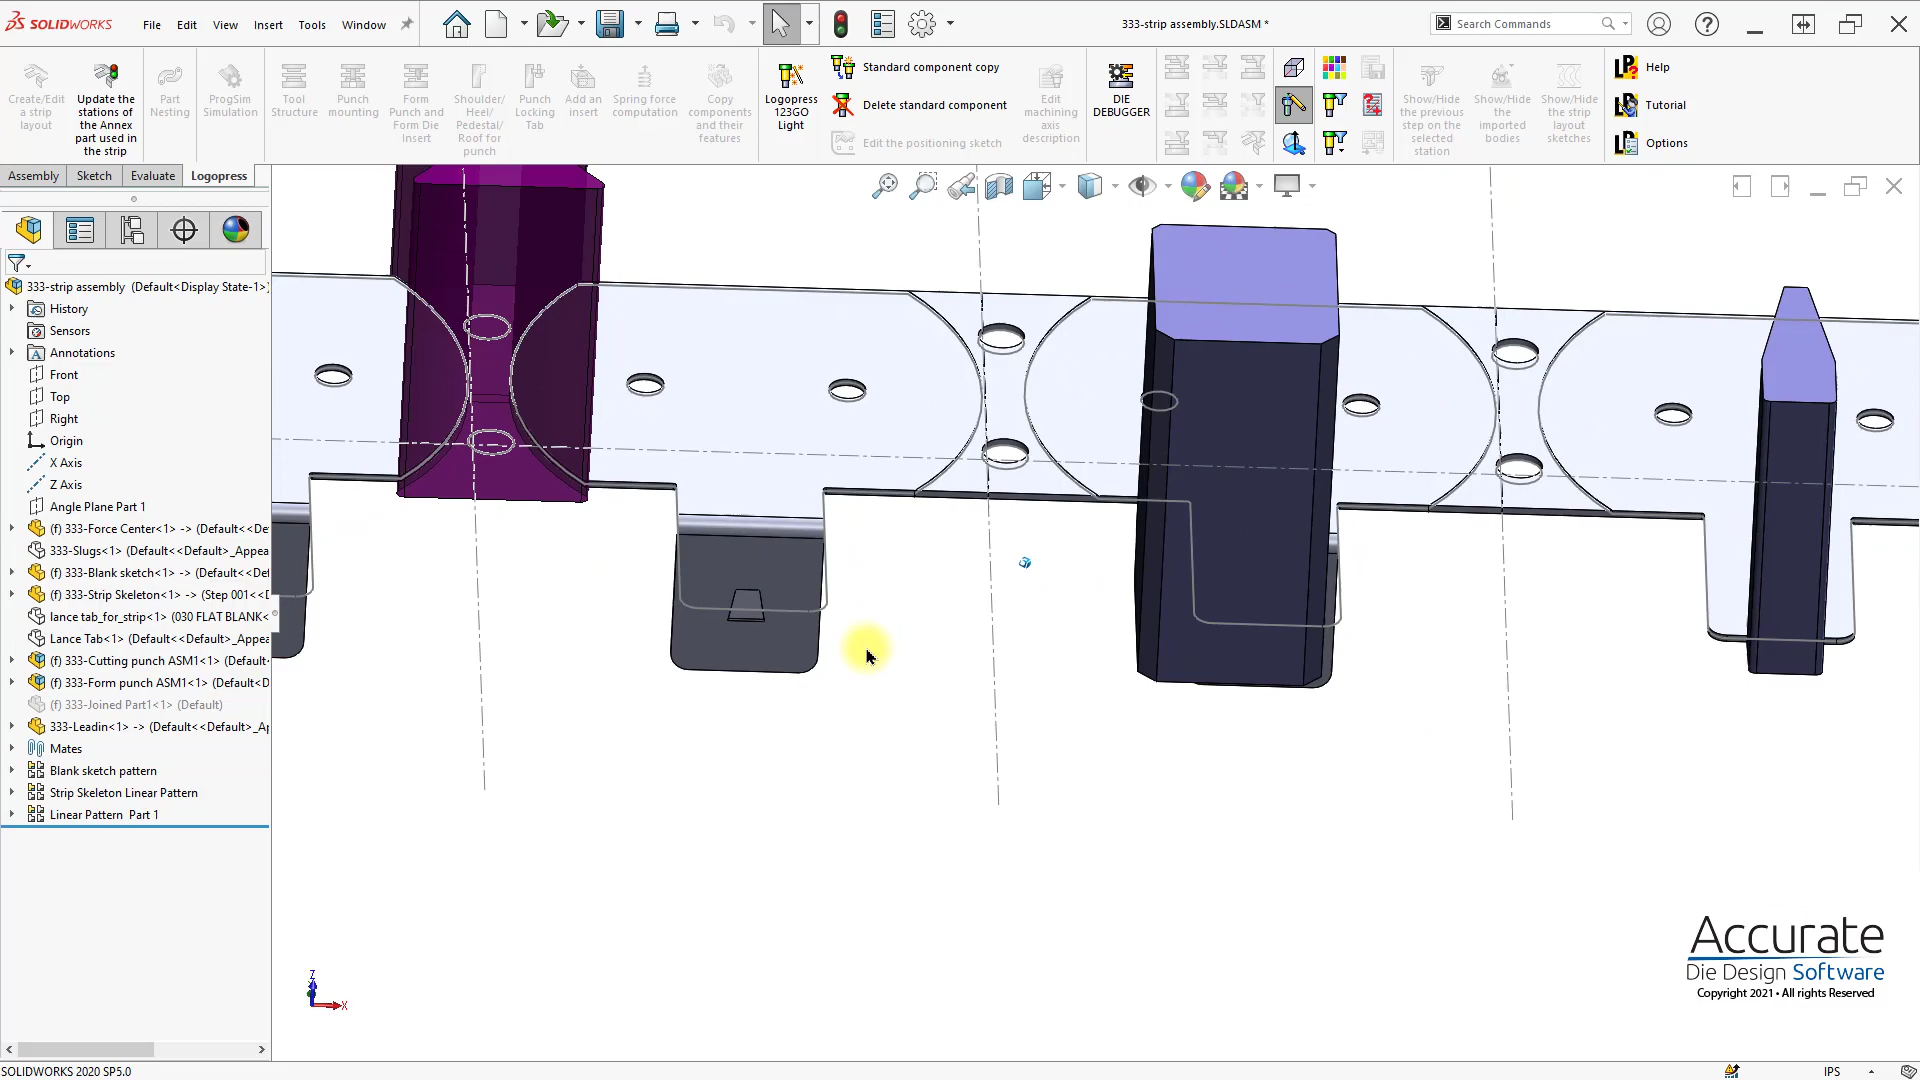 SOLIDWORKS
File Edit View Insert Tools Window
333-strip assembly.SLDASM *
Search Commands
Create/Edit a strip layout
Update the stations of the Annex part used in the strip
Part Nesting
ProgSim Simulation
Tool Structure
Punch mounting
Form Punch and Form Die Insert
Shoulder/ Heel/ Pedestal/ Roof for punch
Punch Locking Tab
Add an insert
Spring force computation
Copy components and their features
Logopress 123GO Light
Standard component copy
Delete standard component
Edit the positioning sketch
Edit machining axis description
DIE DEBUGGER
Show/Hide the previous step on the selected station
Show/Hide the imported bodies
Show/Hide the strip layout sketches
Help
Tutorial
Options
Assembly Sketch Evaluate Logopress
333-strip assembly (Default<Display State-1>)
History
Sensors
Annotations
Front
Top
Right
Origin
X Axis
Z Axis
Angle Plane Part 1
(f) 333-Force Center<1> -> (Default<<De
333-Slugs<1> (Default<<Default>_Appea
(f) 333-Blank sketch<1> -> (Default<<Def
(f) 333-Strip Skeleton<1> -> (Step 001<<D
lance tab_for_strip<1> (030 FLAT BLANK<
Lance Tab<1> (Default<<Default>_Appea
(f) 333-Cutting punch ASM1<1> (Default<
(f) 333-Form punch ASM1<1> (Default<D
(f) 333-Joined Part1<1> (Default)
333-Leadin<1> -> (Default<<Default>_Ap
Mates
Blank sketch pattern
Strip Skeleton Linear Pattern
Linear Pattern Part 1
Z
X
Accurate
Die Design Software
Copyright 2021 • All rights Reserved
SOLIDWORKS 2020 SP5.0
IPS